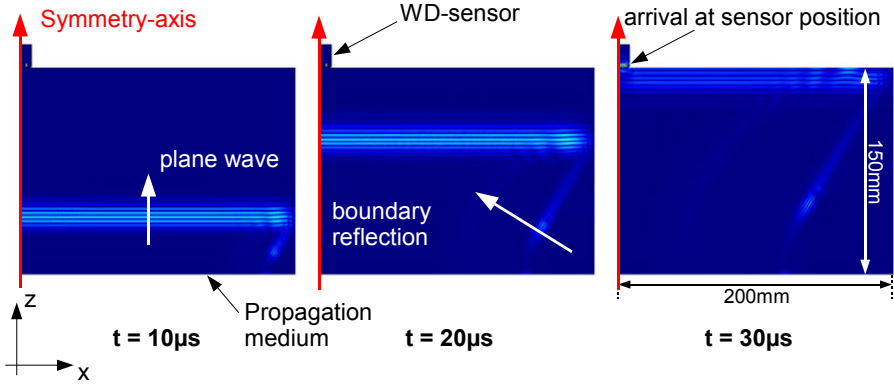 Symmetry-axis
WD-sensor
arrival at sensor position
plane wave
boundary
reflection
150mm
200mm
z
x
Propagation
medium
t = 10µs
t = 20µs
t = 30µs